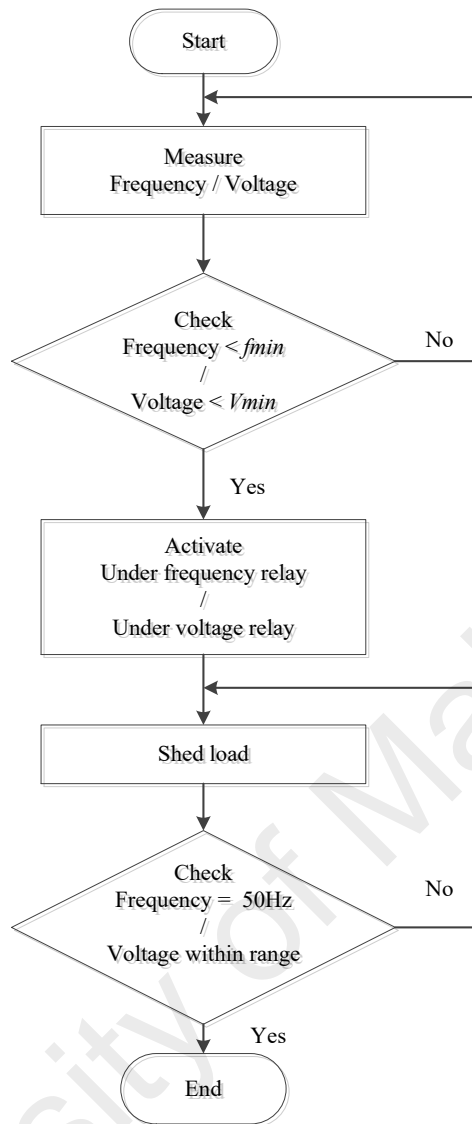 Start
Measure
Frequency / Voltage
Check
Frequency < fmin
/
Voltage < Vmin
No
Yes
Activate
Under frequency relay
/
Under voltage relay
Shed load
Check
Frequency = 50Hz
/
Voltage within range
No
Yes
End